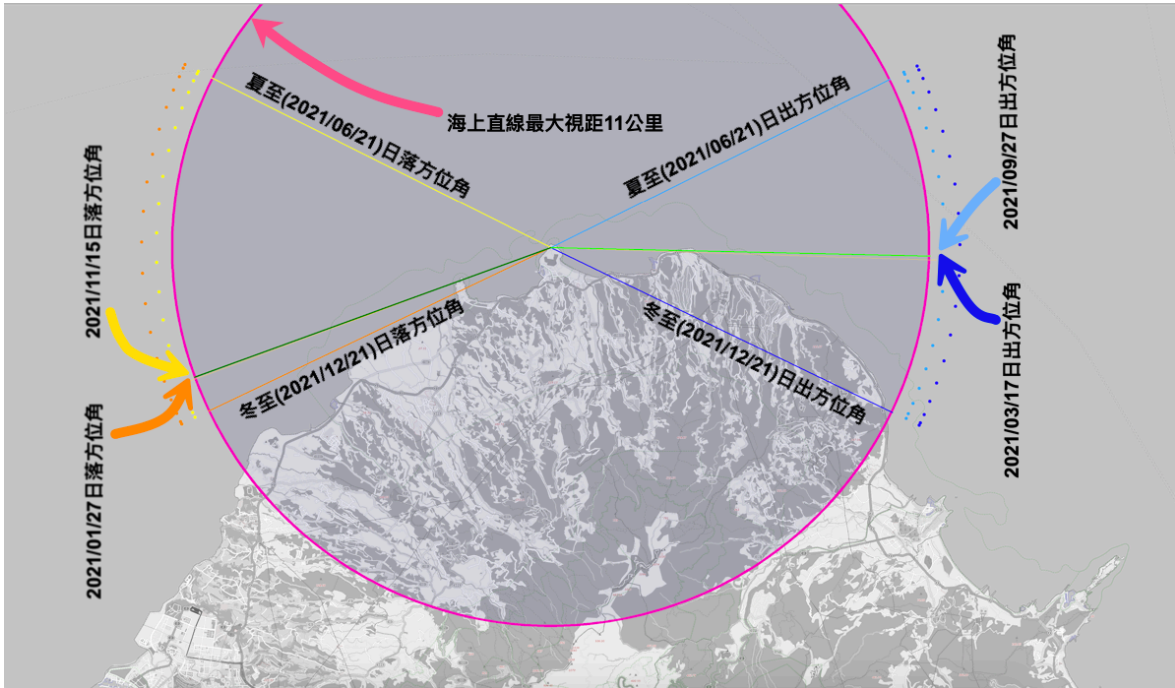 夏至(2021/06/21)日落方位角
海上直線最大視距11公里
夏至(2021/06/21)日出方位角
2021/09/27日出方位角
2021/11/15日落方位角
冬至(2021/12/21)日落方位角
冬至(2021/12/21)日出方位角
2021/03/17日出方位角
2021/01/27日落方位角